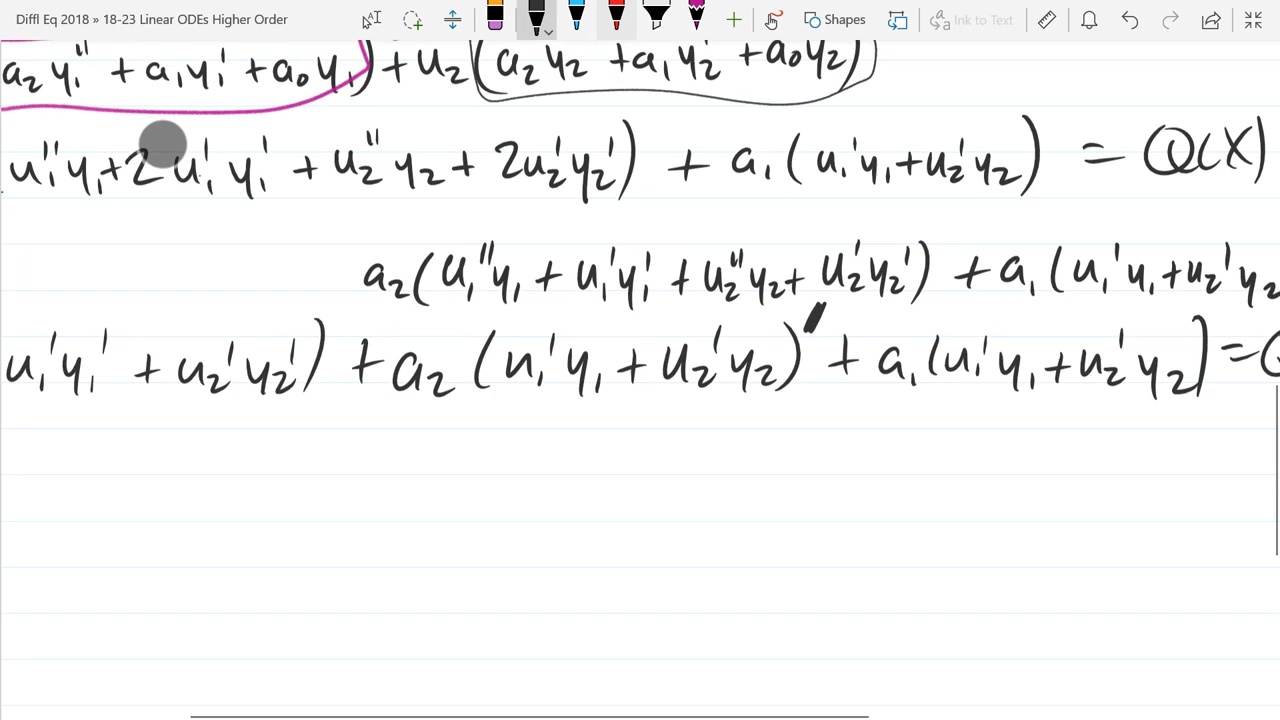 Diffl Eq 2018 » 18-23 Linear ODEs Higher Order Shapes Ink to Text
a₂y₁'' + a₁y₁' + a₀y₁) + u₂(a₂y₂ + a₁y₂' + a₀y₂)
u₁''y₁ + 2u₁'y₁' + u₂''y₂ + 2u₂'y₂') + a₁(u₁'y₁ + u₂'y₂) = Q(X)
a₂(u₁''y₁ + u₁'y₁' + u₂''y₂ + u₂'y₂') + a₁(u₁'y₁ + u₂'y₂
u₁'y₁' + u₂'y₂') + a₂(u₁'y₁ + u₂'y₂)' + a₁(u₁'y₁ + u₂'y₂) =